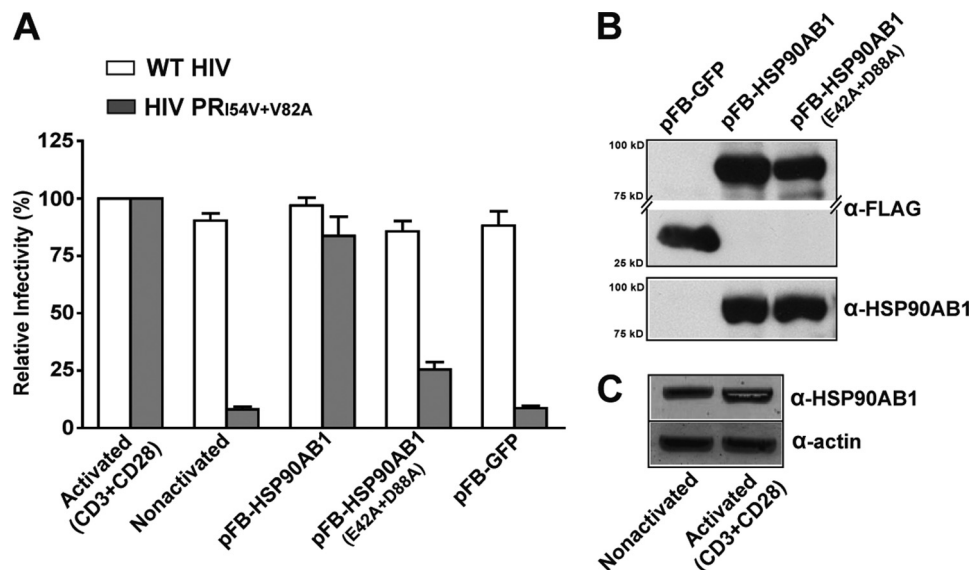 A
WT HIV
HIV PRI54V+V82A
Relative Infectivity (%)
125
100
75
50
25
0
Activated
(CD3+CD28)
Nonactivated
pFB-HSP90AB1
pFB-HSP90AB1
(E42A+D88A)
pFB-GFP
B
pFB-GFP
pFB-HSP90AB1
pFB-HSP90AB1
(E42A+D88A)
100 kD
75 kD
α-FLAG
25 kD
100 kD
α-HSP90AB1
75 kD
C
α-HSP90AB1
α-actin
Nonactivated
Activated
(CD3+CD28)